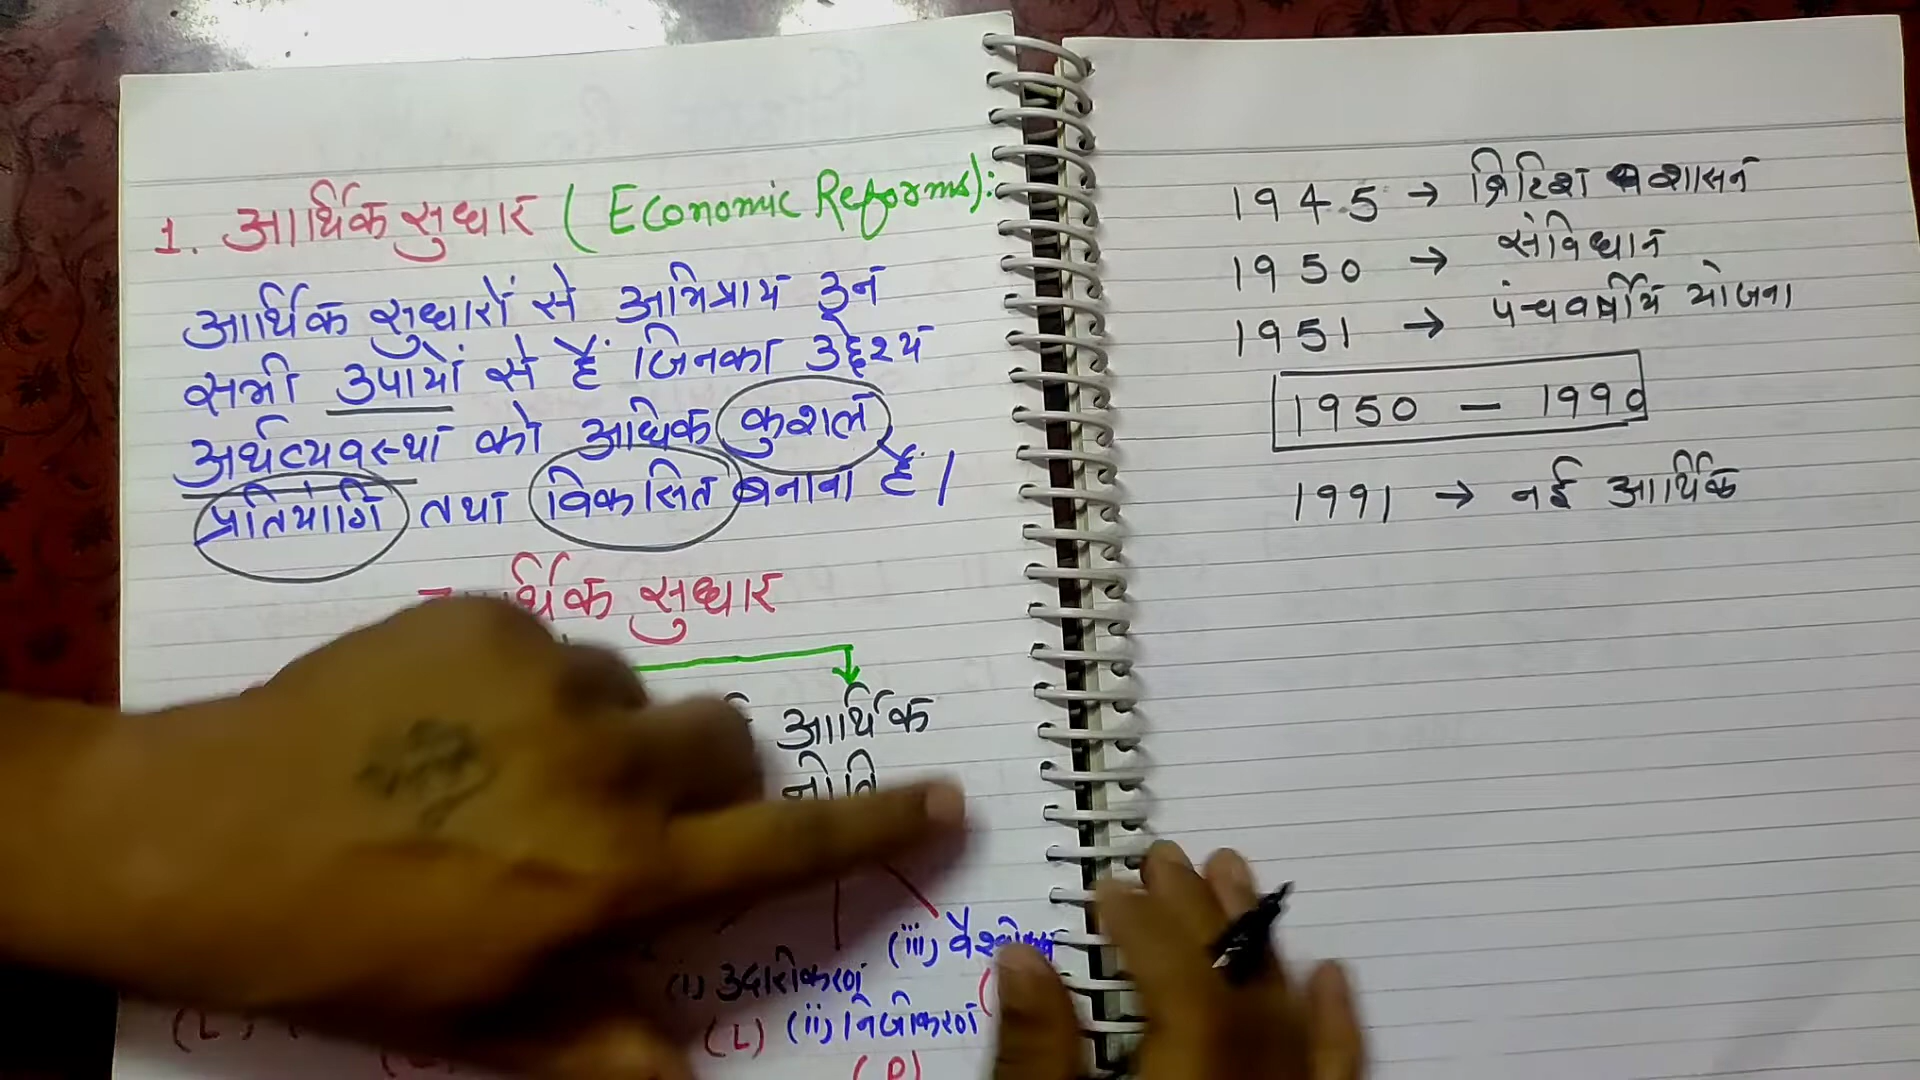 1. आर्थिक सुधार ( Economic Reforms):
आर्थिक सुधारों से अभिप्राय उन
सभी उपायों से हैं जिनका उद्देश्य
अर्थव्यवस्था को अधिक कुशल
प्रतियोगि तथा विकसित बनाना हैं।
आर्थिक सुधार
आर्थिक
नीति
(iii) वैश्वीकरण
(i) उदारीकरण
(L) (ii) निजीकरण
(P)
1945 → ब्रिटिश शासन
1950 → संविधान
1951 → पंचवर्षीय योजना
1950 — 1990
1991 → नई आर्थिक